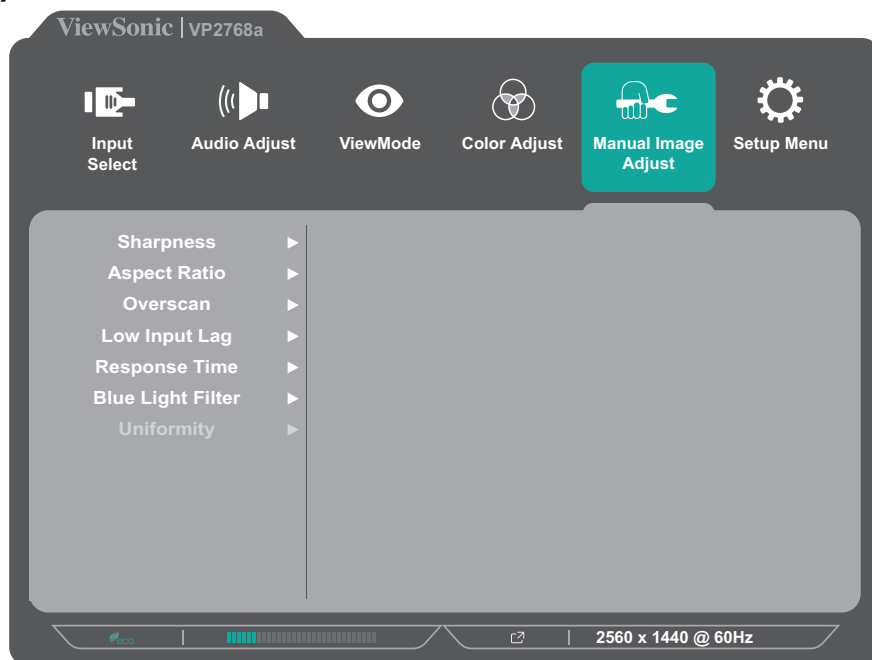 ViewSonic | VP2768a
Input Select
Audio Adjust
ViewMode
Color Adjust
Manual Image Adjust
Setup Menu
Sharpness
Aspect Ratio
Overscan
Low Input Lag
Response Time
Blue Light Filter
Uniformity
eco
2560 x 1440 @ 60Hz